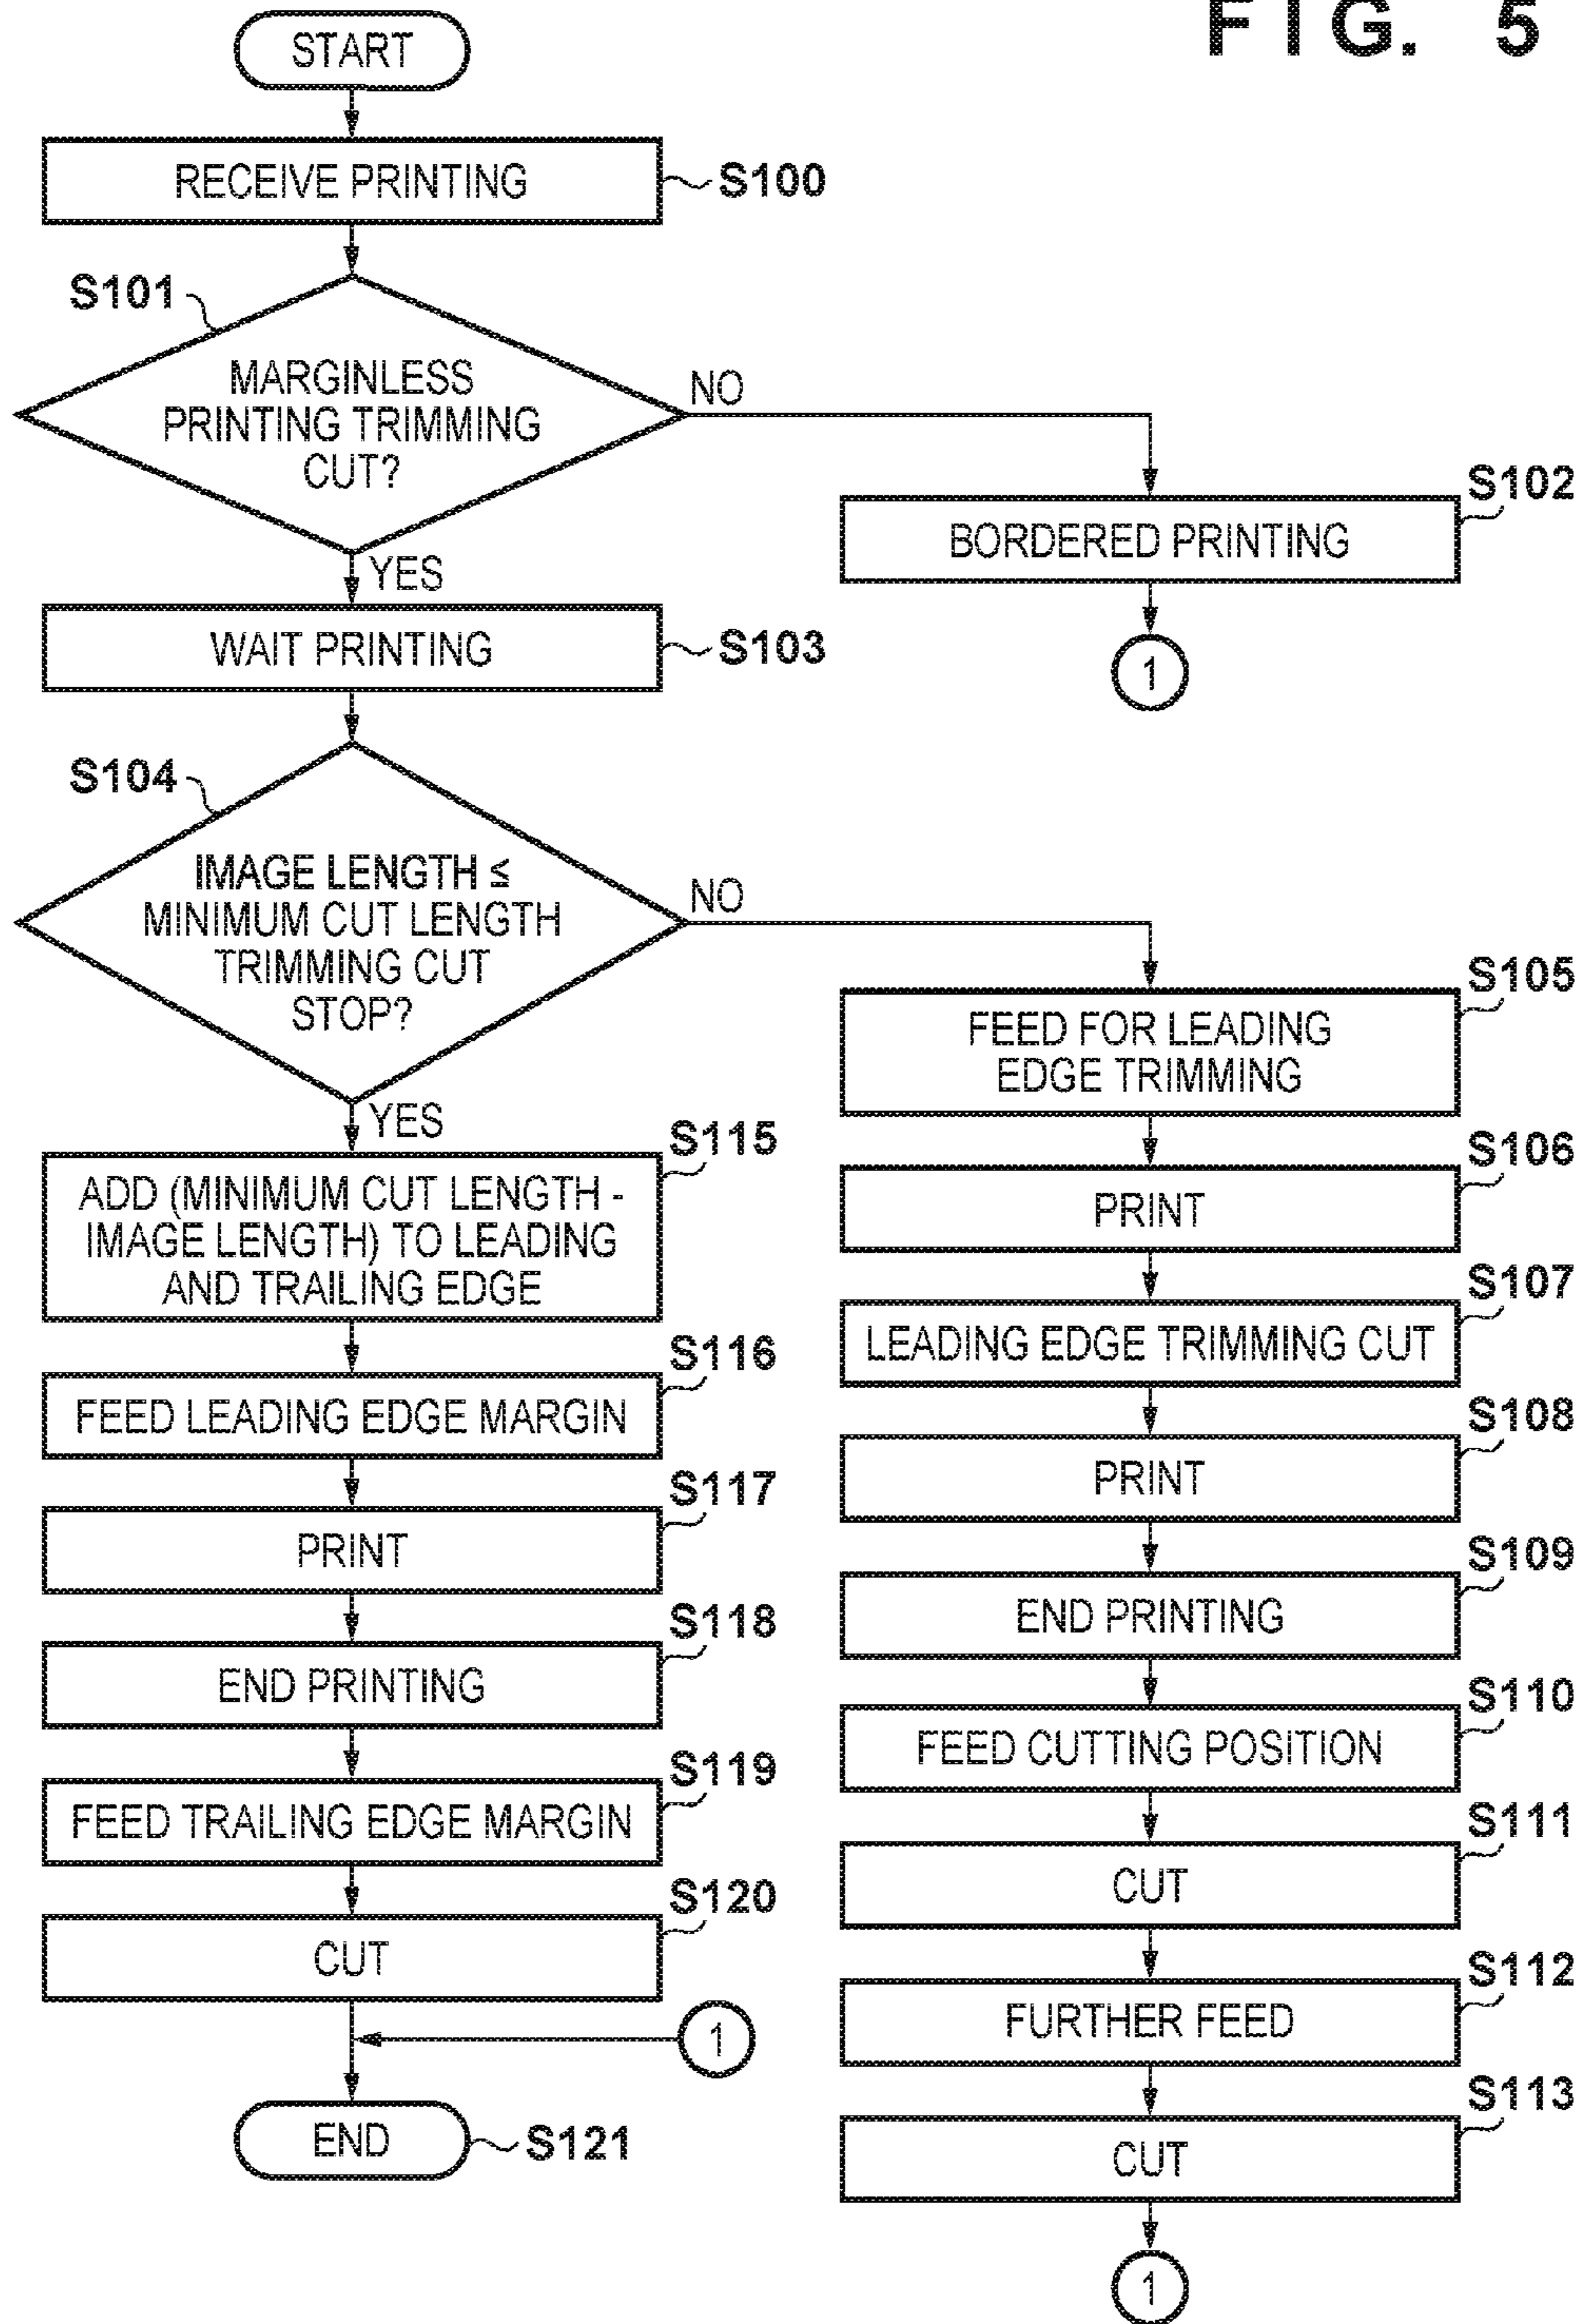 FIG. 5
START
RECEIVE PRINTING
S100
S101
MARGINLESS
PRINTING TRIMMING
CUT?
NO
YES
S102
BORDERED PRINTING
1
WAIT PRINTING
S103
S104
IMAGE LENGTH ≤
MINIMUM CUT LENGTH
TRIMMING CUT
STOP?
NO
YES
S105
FEED FOR LEADING
EDGE TRIMMING
S106
PRINT
S107
LEADING EDGE TRIMMING CUT
S108
PRINT
S109
END PRINTING
S110
FEED CUTTING POSITION
S111
CUT
S112
FURTHER FEED
S113
CUT
1
S115
ADD (MINIMUM CUT LENGTH -
IMAGE LENGTH) TO LEADING
AND TRAILING EDGE
S116
FEED LEADING EDGE MARGIN
S117
PRINT
S118
END PRINTING
S119
FEED TRAILING EDGE MARGIN
S120
CUT
1
END
S121